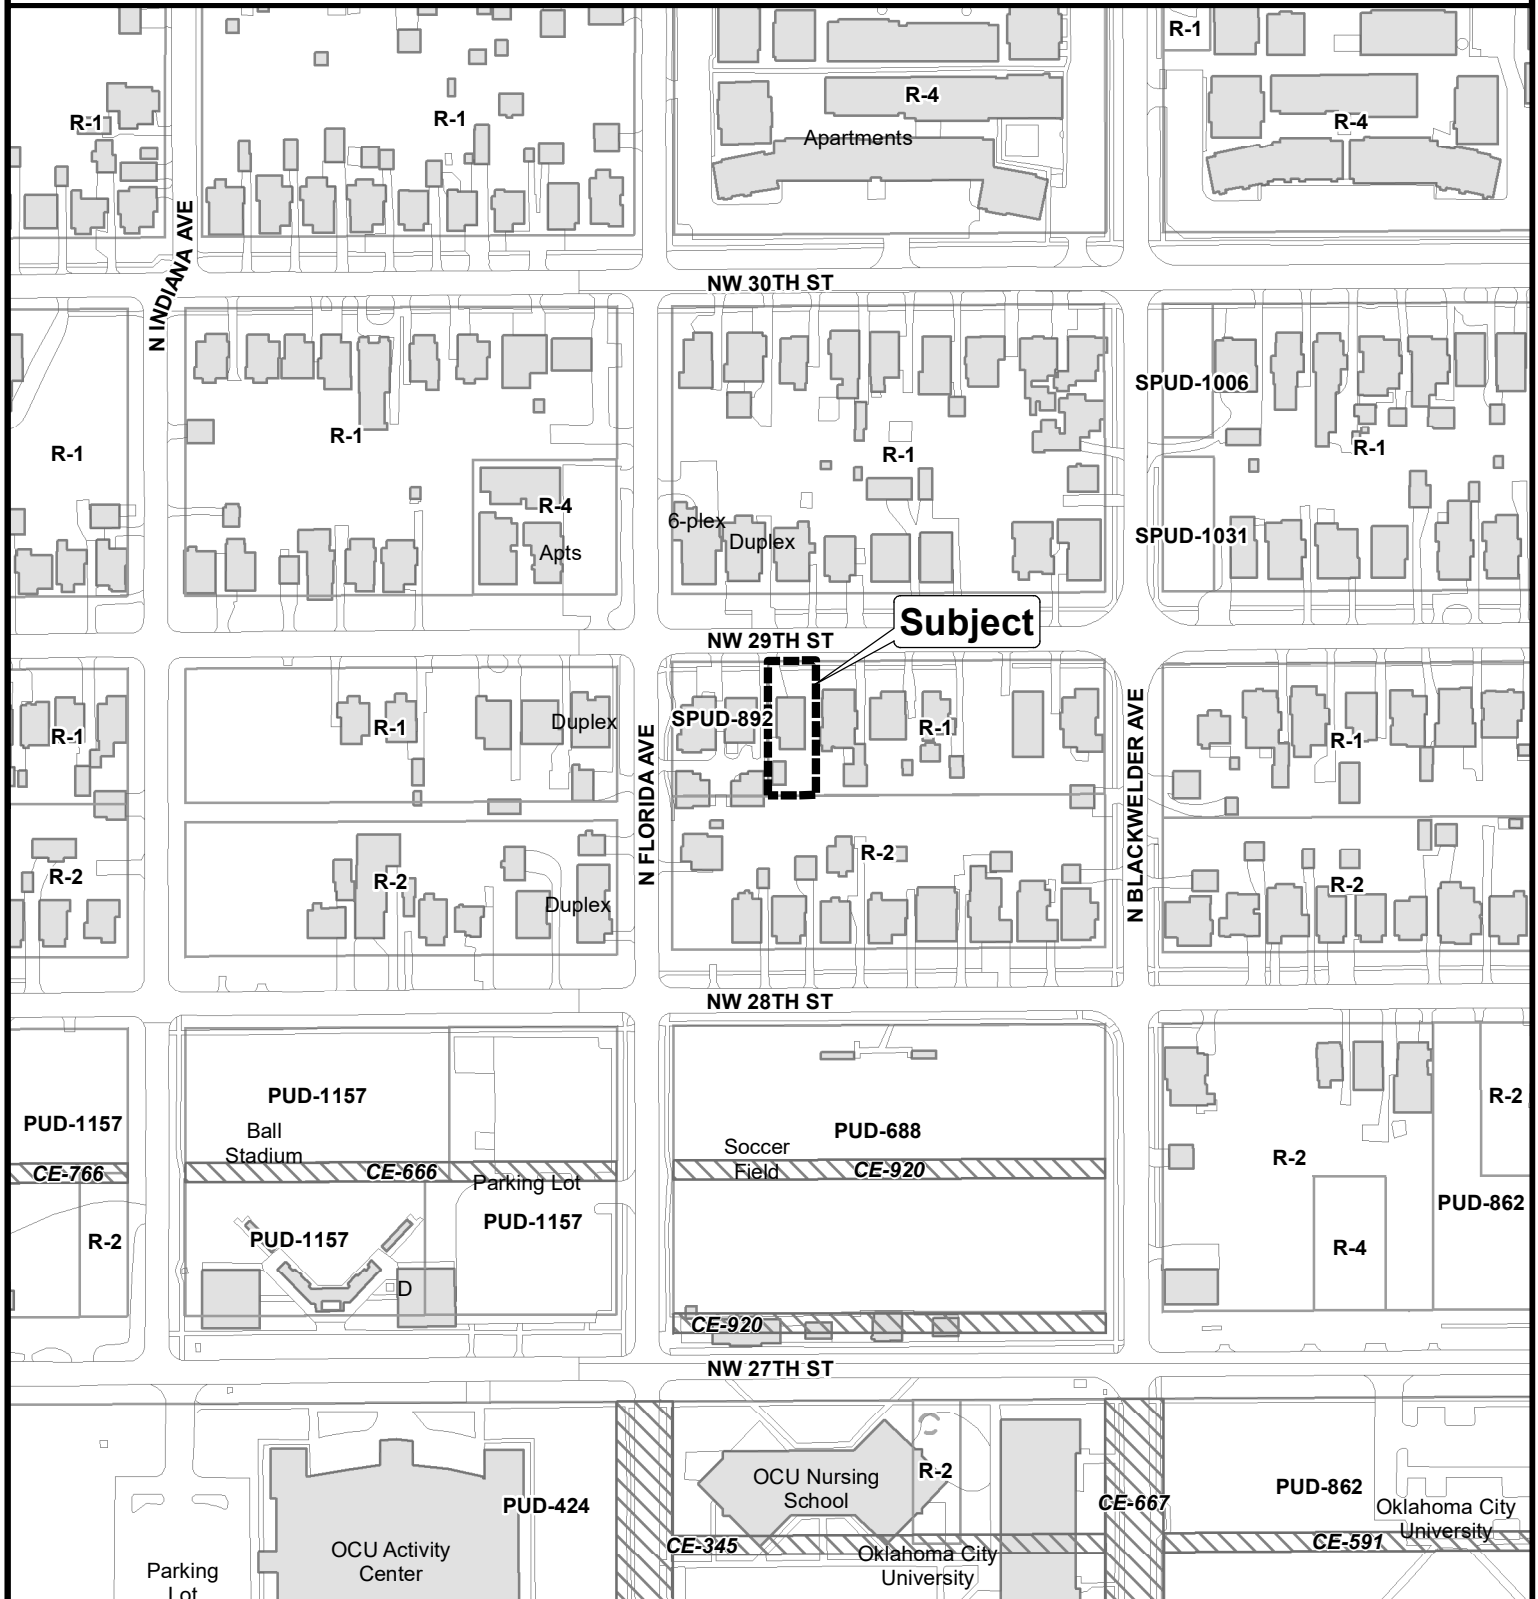 R-1
R-4
R-1
R-1
R-4
Apartments
N INDIANA AVE
NW 30TH ST
SPUD-1006
R-1
R-1
R-1
R-1
R-4
6-plex
Duplex
SPUD-1031
Apts
Subject
NW 29TH ST
SPUD-892
R-1
R-1
Duplex
R-1
R-1
N FLORIDA AVE
N BLACKWELDER AVE
R-2
R-2
R-2
R-2
Duplex
NW 28TH ST
PUD-1157
PUD-1157
Ball
Stadium
PUD-688
R-2
Soccer
Field
R-2
CE-766
CE-666
CE-920
Parking Lot
PUD-1157
PUD-862
R-2
PUD-1157
R-4
D
CE-920
NW 27TH ST
OCU Nursing
School
R-2
PUD-862
PUD-424
CE-667
Oklahoma City
University
CE-345
CE-591
OCU Activity
Center
Oklahoma City
University
Parking
Lot